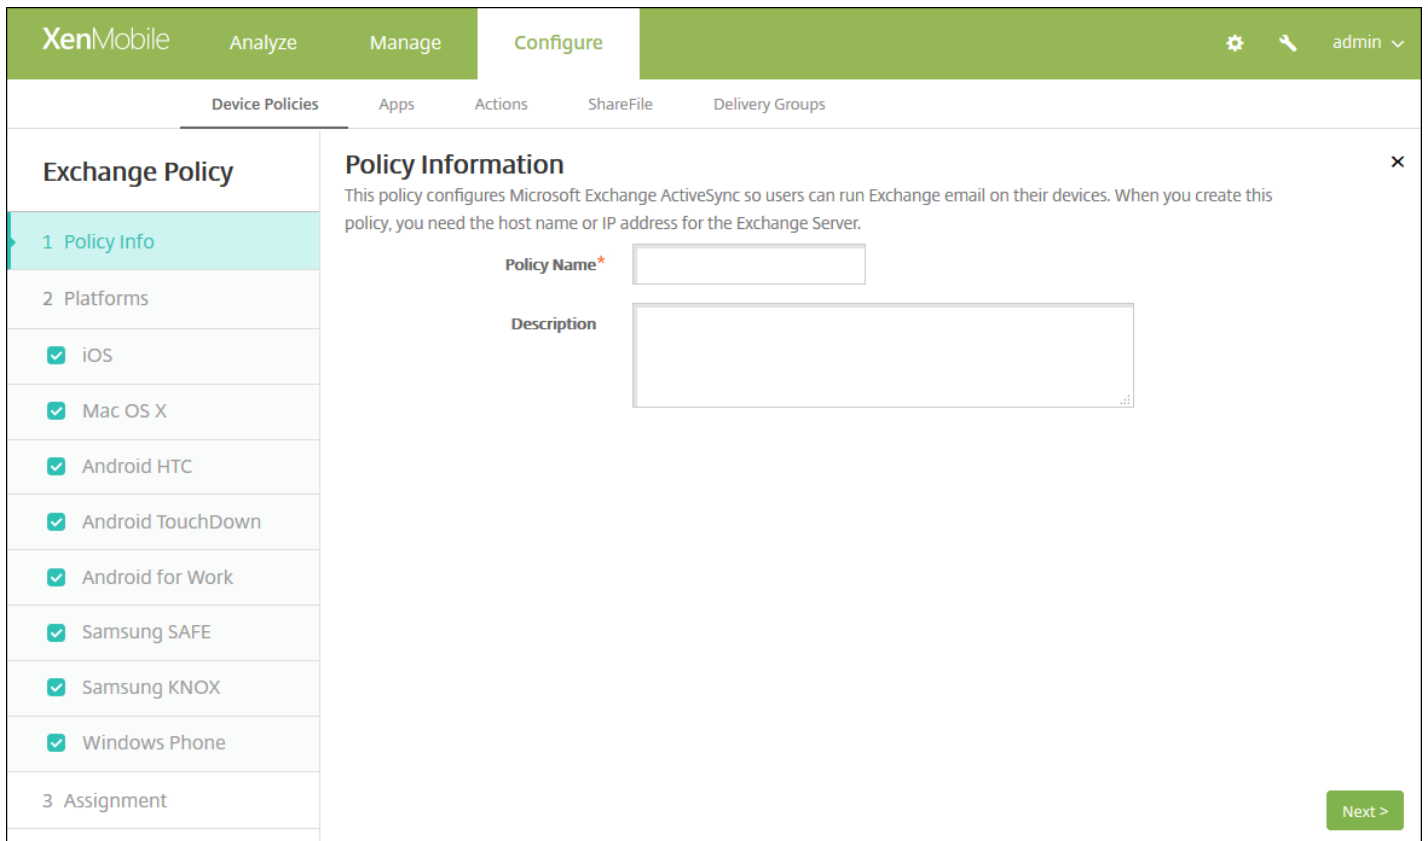 XenMobile Analyze Manage Configure admin
Device Policies Apps Actions ShareFile Delivery Groups
Exchange Policy
1 Policy Info
2 Platforms
iOS
Mac OS X
Android HTC
Android TouchDown
Android for Work
Samsung SAFE
Samsung KNOX
Windows Phone
3 Assignment
Policy Information
This policy configures Microsoft Exchange ActiveSync so users can run Exchange email on their devices. When you create this
policy, you need the host name or IP address for the Exchange Server.
Policy Name*
Description
Next >